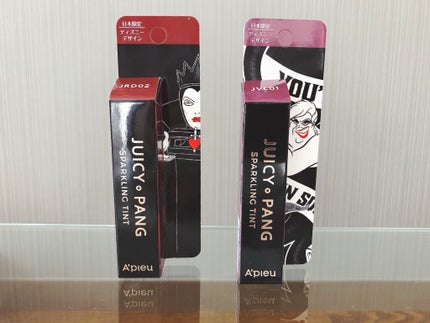 日本限定
ディズニー
デザイン
JRD02
JUICY PANG
SPARKLING TINT
A'pieu
日本限定
ディズニー
デザイン
JVL01
YOU'
JUICY PANG
SPARKLING TINT
A'pieu